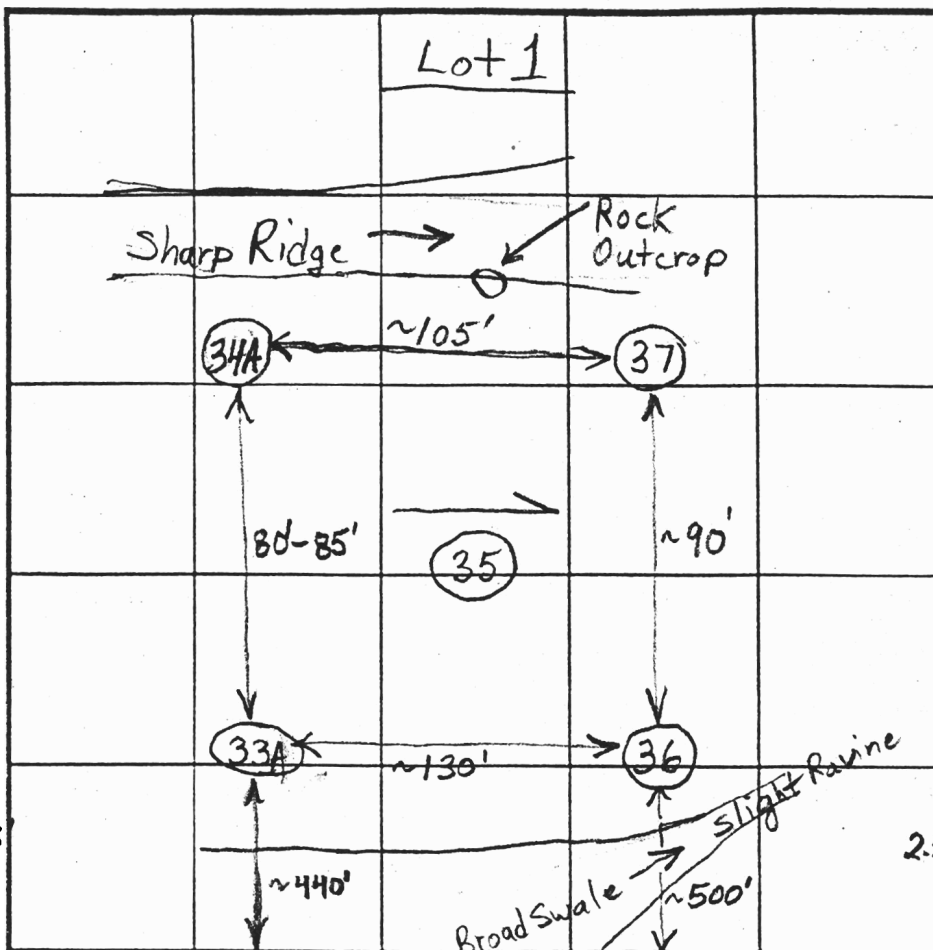 Lot 1
Rock
Outcrop
Sharp Ridge
34A
~105'
37
80'-85'
~90'
35
33A
~130'
36
slight Ravine
~440'
Broad Swale
~500'